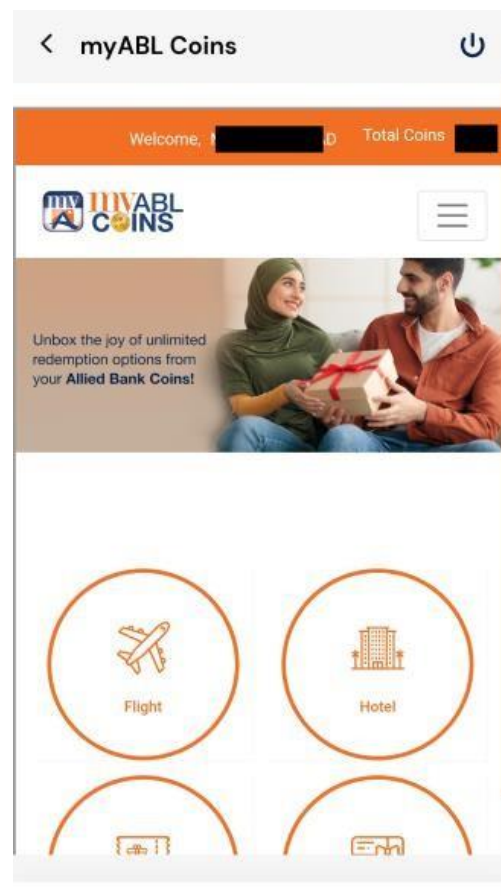 myABL Coins
Welcome, Total Coins
my myABL
COINS
Unbox the joy of unlimited
redemption options from
your Allied Bank Coins!
Flight Hotel